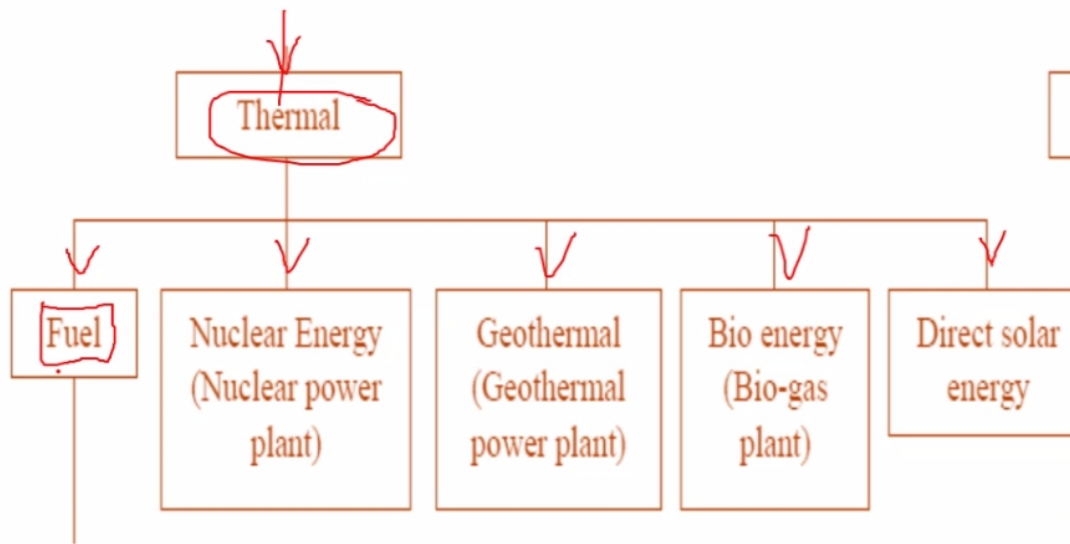 Thermal
Fuel
Nuclear Energy
(Nuclear power
plant)
Geothermal
(Geothermal
power plant)
Bio energy
(Bio-gas
plant)
Direct solar
energy